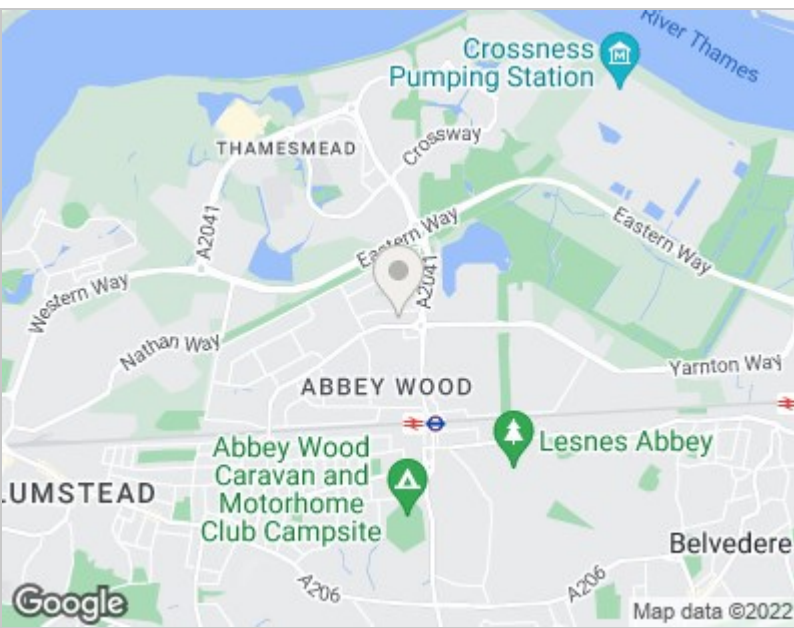 River Thames
Crossness
Pumping Station
THAMESMEAD
Crossway
A2041
Eastern Way
Eastern Way
A2041
Western Way
Nathan Way
Yarnton Way
ABBEY WOOD
Lesnes Abbey
Abbey Wood
Caravan and
Motorhome
Club Campsite
LUMSTEAD
Belvedere
A206
A206
Google
Map data ©2022